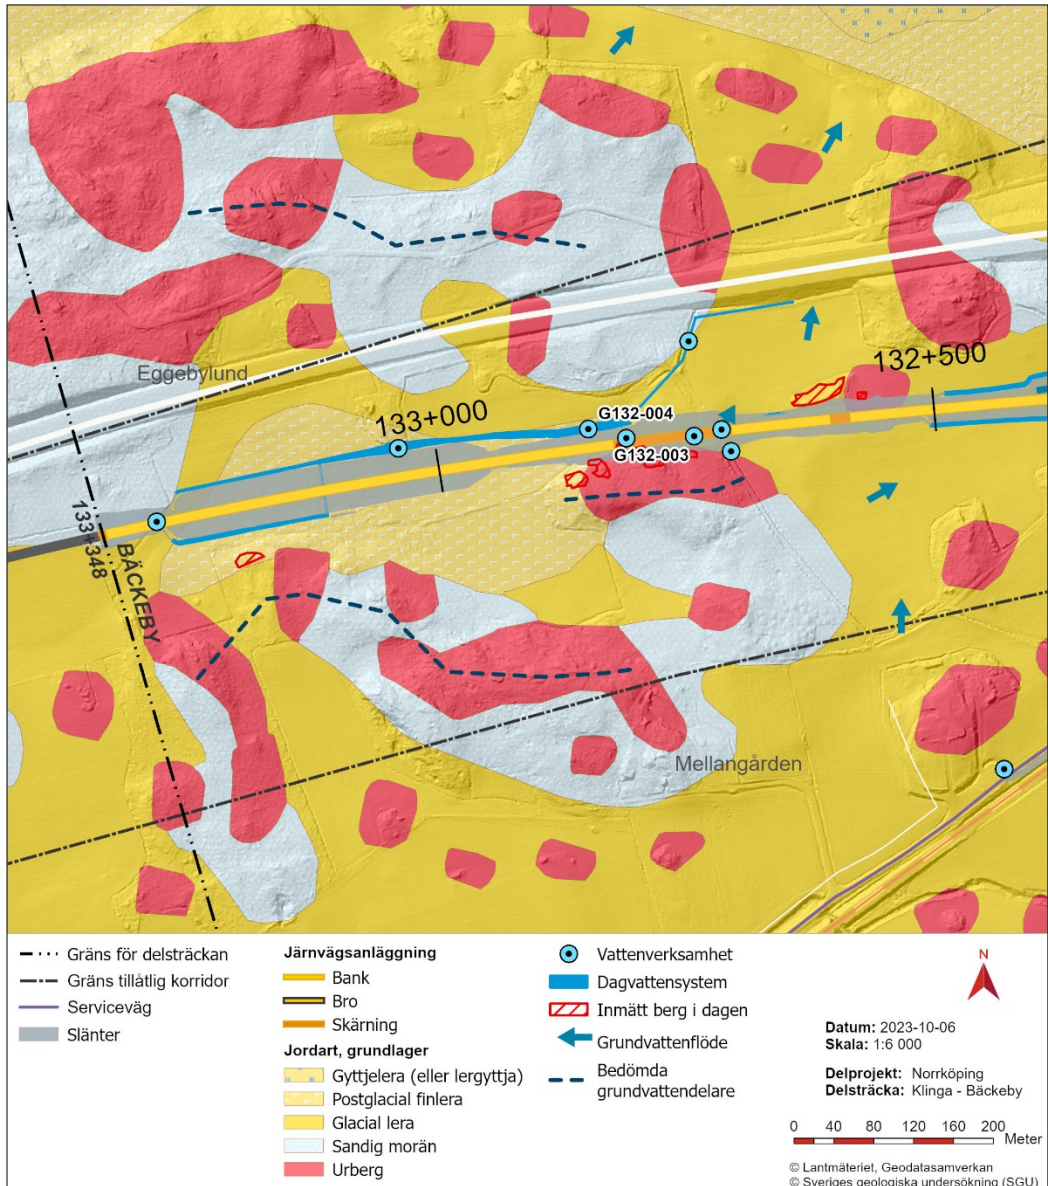 Eggebylund
133+000
132+500
G132-004
G132-003
133+348
BÄCKEBY
Mellangården
Gräns för delsträckan
Gräns tillåtlig korridor
Serviceväg
Slänter
Järnvägsanläggning
Bank
Bro
Skärning
Jordart, grundlager
Gyttjelera (eller lergyttja)
Postglacial finlera
Glacial lera
Sandig morän
Urberg
Vattenverksamhet
Dagvattensystem
Inmätt berg i dagen
Grundvattenflöde
Bedömda
grundvattendelare
N
Datum: 2023-10-06
Skala: 1:6 000
Delprojekt: Norrköping
Delsträcka: Klinga - Bäckeby
0 40 80 120 160 200
Meter
© Lantmäteriet, Geodatasamverkan
© Sveriges geologiska undersökning (SGU)